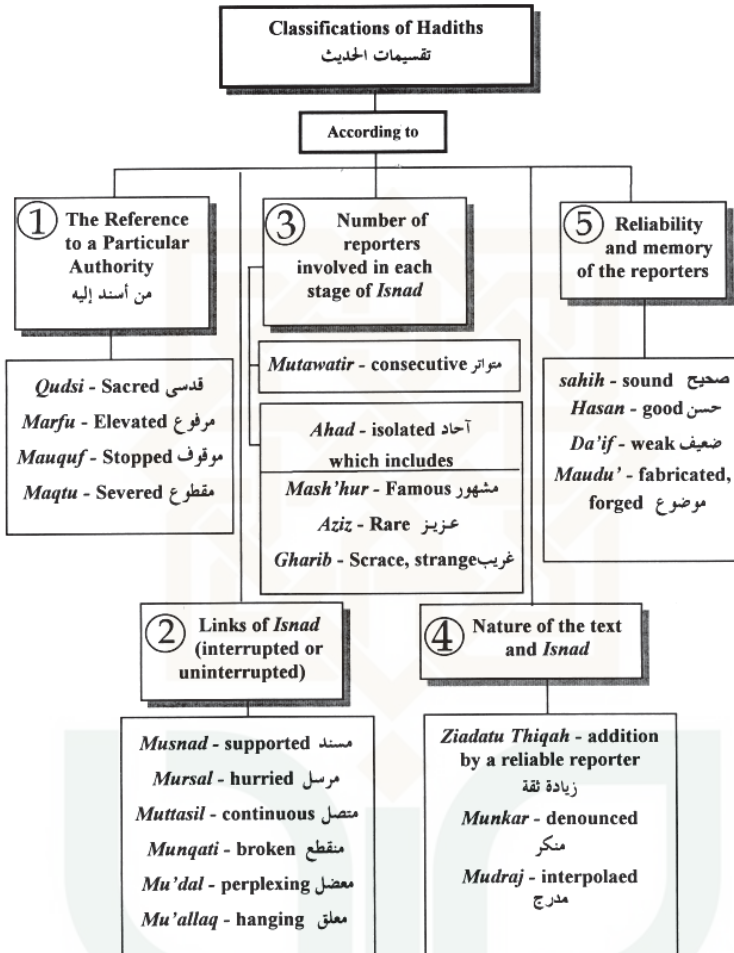 Classifications of Hadiths
تقسيمات الحديث
According to
1 The Reference
to a Particular
Authority
من أسند إليه
Qudsi - Sacred قدسى
Marfu - Elevated مرفوع
Mauquf - Stopped موقوف
Maqtu - Severed مقطوع
2 Links of Isnad
(interrupted or
uninterrupted)
Musnad - supported مسند
Mursal - hurried مرسل
Muttasil - continuous متصل
Munqati - broken منقطع
Mu'dal - perplexing معضل
Mu'allaq - hanging معلق
3 Number of
reporters
involved in each
stage of Isnad
Mutawatir - consecutive متواتر
Ahad - isolated آحاد
which includes
Mash'hur - Famous مشهور
Aziz - Rare عزيز
Gharib - Scrace, strange غريب
4 Nature of the text
and Isnad
Ziadatu Thiqah - addition
by a reliable reporter
زيادة ثقة
Munkar - denounced
منكر
Mudraj - interpolaed
مدرج
5 Reliability
and memory
of the reporters
sahih - sound صحيح
Hasan - good حسن
Da'if - weak ضعيف
Maudu' - fabricated,
forged موضوع